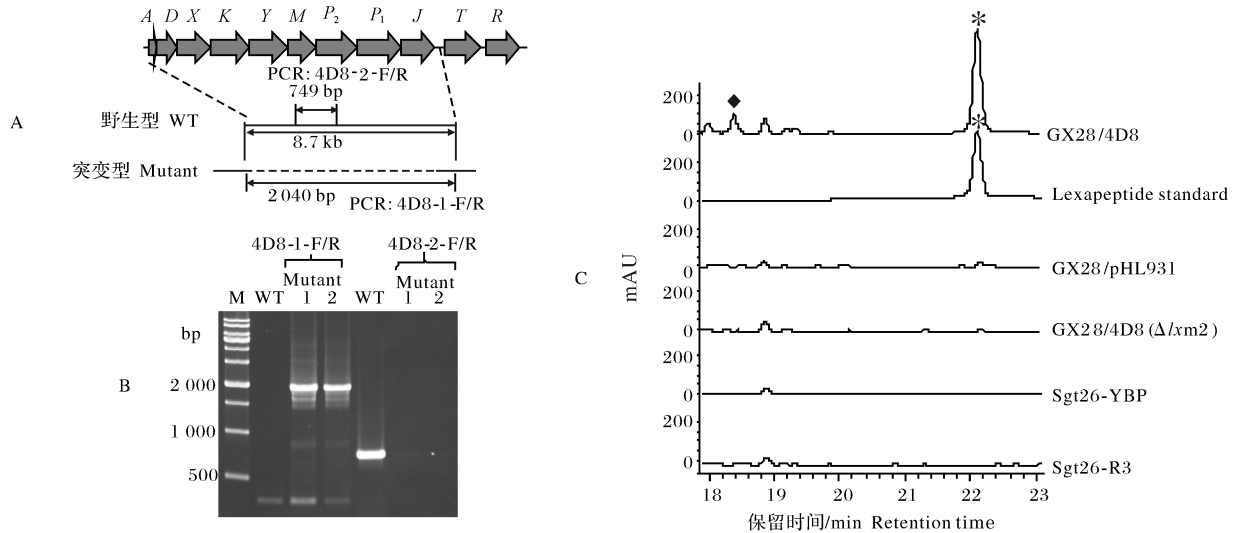 A D X K Y M P2 P1 J T R
PCR: 4D8-2-F/R
749 bp
A
野生型 WT
8.7 kb
突变型 Mutant
2 040 bp
PCR: 4D8-1-F/R
4D8-1-F/R 4D8-2-F/R
Mutant Mutant
M WT 1 2 WT 1 2
bp
B
2 000
1 000
500
C
mAU
*
200
0
◆
*
GX28/4D8
200
0
Lexapeptide standard
200
0
GX28/pHL931
200
0
GX28/4D8 (Δlxm2)
200
0
Sgt26-YBP
200
0
Sgt26-R3
18 19 20 21 22 23
保留时间/min Retention time